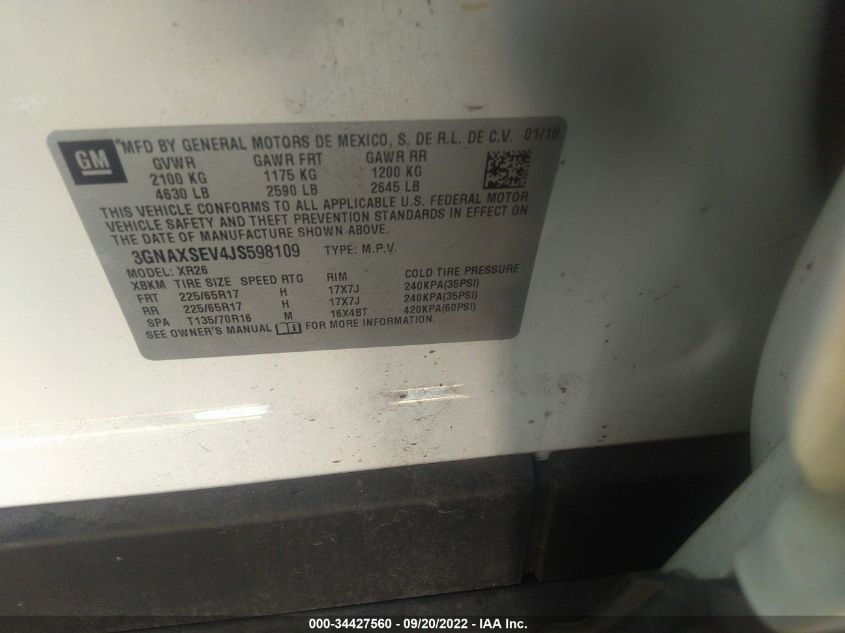 GM
*MFD BY GENERAL MOTORS DE MEXICO, S. DE R.L. DE C.V. 01/18
GVWR GAWR FRT GAWR RR
2100 KG 1175 KG 1200 KG
4630 LB 2590 LB 2645 LB
THIS VEHICLE CONFORMS TO ALL APPLICABLE U.S. FEDERAL MOTOR
VEHICLE SAFETY AND THEFT PREVENTION STANDARDS IN EFFECT ON
THE DATE OF MANUFACTURE SHOWN ABOVE.
3GNAXSEV4JS598109 TYPE: M.P.V.
MODEL: XR26
XBKM TIRE SIZE SPEED RTG RIM COLD TIRE PRESSURE
FRT 225/65R17 H 17X7J 240KPA(35PSI)
RR 225/65R17 H 17X7J 240KPA(35PSI)
SPA T135/70R16 M 16X4BT 420KPA(60PSI)
SEE OWNER'S MANUAL FOR MORE INFORMATION.
000-34427560 - 09/20/2022 - IAA Inc.